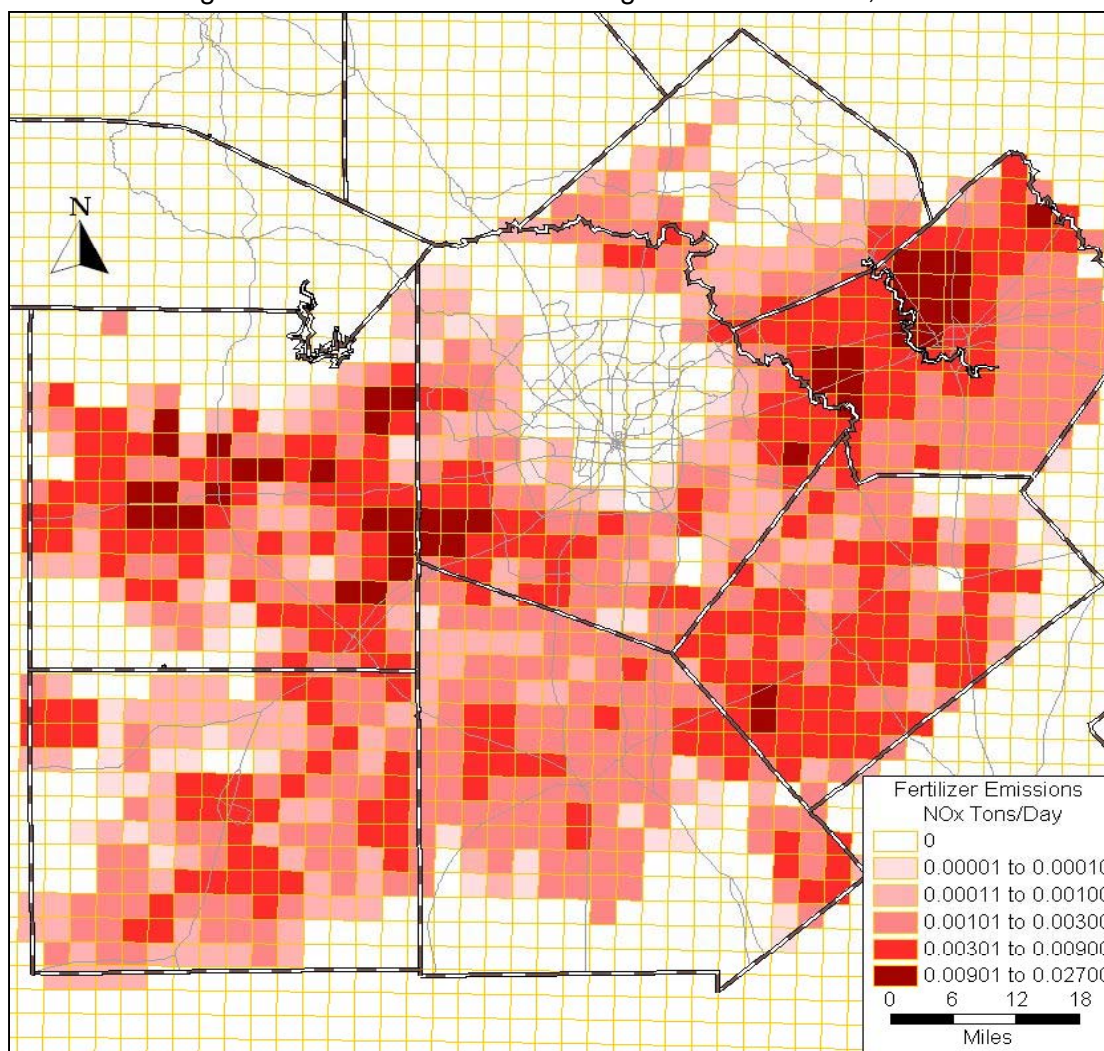 N
Fertilizer Emissions
NOx Tons/Day
0
0.00001 to 0.00010
0.00011 to 0.00100
0.00101 to 0.00300
0.00301 to 0.00900
0.00901 to 0.02700
0 6 12 18
Miles